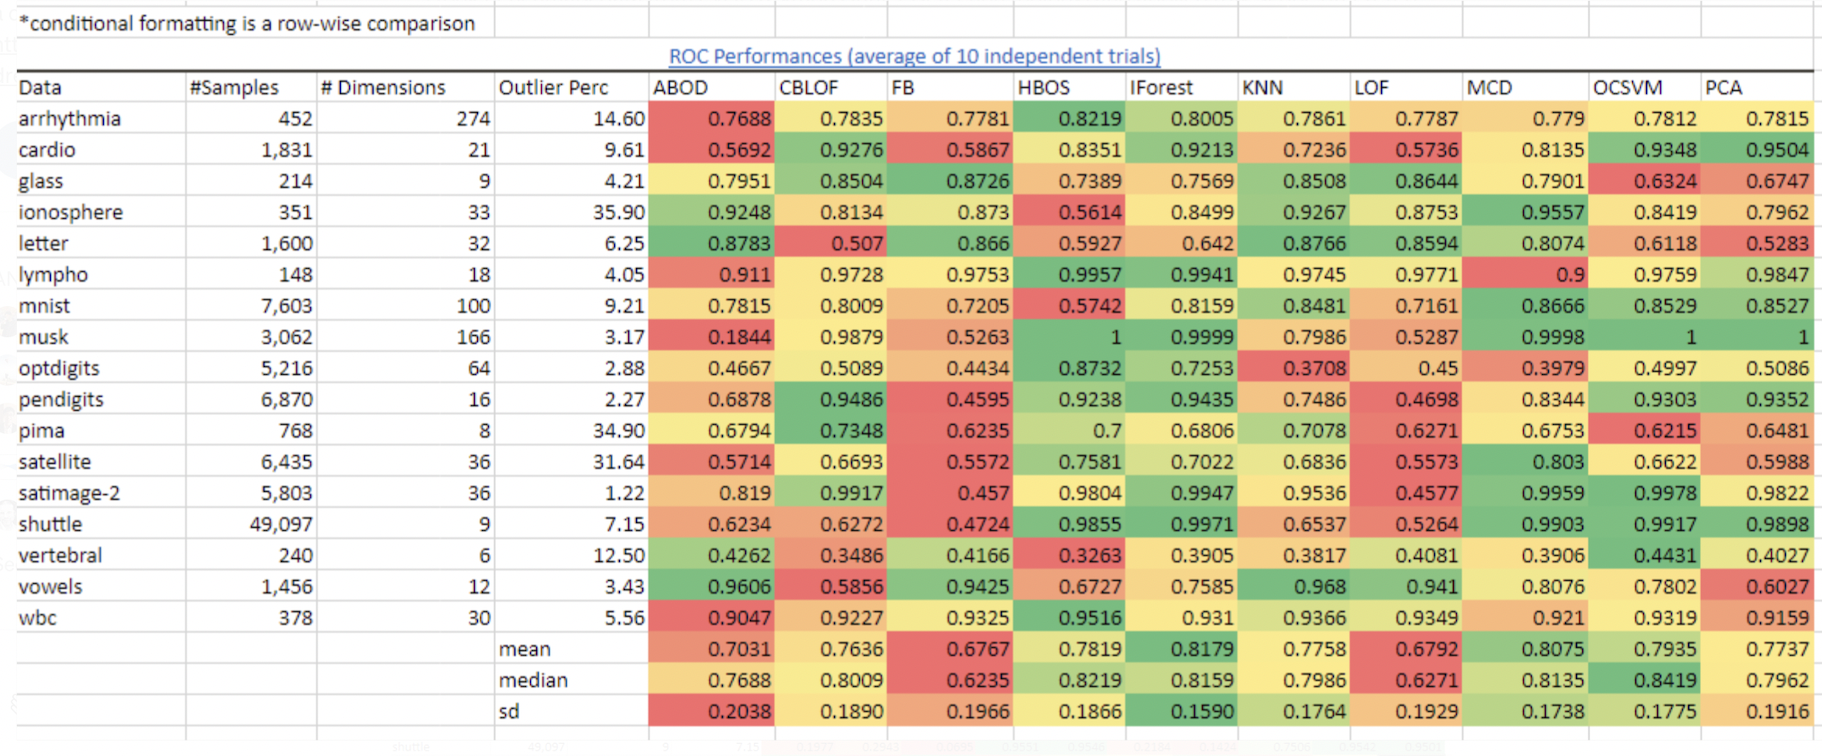 *conditional formatting is a row-wise comparison
ROC Performances (average of 10 independent trials)
Data #Samples # Dimensions Outlier Perc ABOD CBLOF FB HBOS IForest KNN LOF MCD OCSVM PCA
arrhythmia 452 274 14.60 0.7688 0.7835 0.7781 0.8219 0.8005 0.7861 0.7787 0.779 0.7812 0.7815
cardio 1,831 21 9.61 0.5692 0.9276 0.5867 0.8351 0.9213 0.7236 0.5736 0.8135 0.9348 0.9504
glass 214 9 4.21 0.7951 0.8504 0.8726 0.7389 0.7569 0.8508 0.8644 0.7901 0.6324 0.6747
ionosphere 351 33 35.90 0.9248 0.8134 0.873 0.5614 0.8499 0.9267 0.8753 0.9557 0.8419 0.7962
letter 1,600 32 6.25 0.8783 0.507 0.866 0.5927 0.642 0.8766 0.8594 0.8074 0.6118 0.5283
lympho 148 18 4.05 0.911 0.9728 0.9753 0.9957 0.9941 0.9745 0.9771 0.9 0.9759 0.9847
mnist 7,603 100 9.21 0.7815 0.8009 0.7205 0.5742 0.8159 0.8481 0.7161 0.8666 0.8529 0.8527
musk 3,062 166 3.17 0.1844 0.9879 0.5263 1 0.9999 0.7986 0.5287 0.9998 1 1
optdigits 5,216 64 2.88 0.4667 0.5089 0.4434 0.8732 0.7253 0.3708 0.45 0.3979 0.4997 0.5086
pendigits 6,870 16 2.27 0.6878 0.9486 0.4595 0.9238 0.9435 0.7486 0.4698 0.8344 0.9303 0.9352
pima 768 8 34.90 0.6794 0.7348 0.6235 0.7 0.6806 0.7078 0.6271 0.6753 0.6215 0.6481
satellite 6,435 36 31.64 0.5714 0.6693 0.5572 0.7581 0.7022 0.6836 0.5573 0.803 0.6622 0.5988
satimage-2 5,803 36 1.22 0.819 0.9917 0.457 0.9804 0.9947 0.9536 0.4577 0.9959 0.9978 0.9822
shuttle 49,097 9 7.15 0.6234 0.6272 0.4724 0.9855 0.9971 0.6537 0.5264 0.9903 0.9917 0.9898
vertebral 240 6 12.50 0.4262 0.3486 0.4166 0.3263 0.3905 0.3817 0.4081 0.3906 0.4431 0.4027
vowels 1,456 12 3.43 0.9606 0.5856 0.9425 0.6727 0.7585 0.968 0.941 0.8076 0.7802 0.6027
wbc 378 30 5.56 0.9047 0.9227 0.9325 0.9516 0.931 0.9366 0.9349 0.921 0.9319 0.9159
mean 0.7031 0.7636 0.6767 0.7819 0.8179 0.7758 0.6792 0.8075 0.7935 0.7737
median 0.7688 0.8009 0.6235 0.8219 0.8159 0.7986 0.6271 0.8135 0.8419 0.7962
sd 0.2038 0.1890 0.1966 0.1866 0.1590 0.1764 0.1929 0.1738 0.1775 0.1916